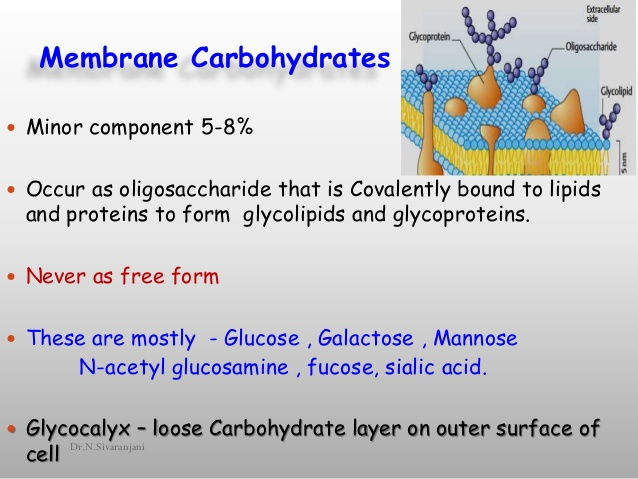 Membrane Carbohydrates
Extracellular
side
Glycoprotein
Oligosaccharide
Glycolipid
5 nm
• Minor component 5-8%
• Occur as oligosaccharide that is Covalently bound to lipids
and proteins to form glycolipids and glycoproteins.
• Never as free form
• These are mostly - Glucose , Galactose , Mannose
N-acetyl glucosamine , fucose, sialic acid.
• Glycocalyx – loose Carbohydrate layer on outer surface of
cell
Dr.N.Sivaranjani